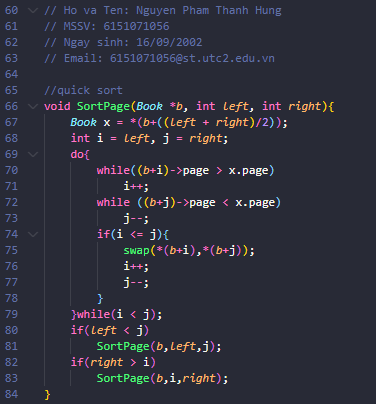 60 // Ho va Ten: Nguyen Pham Thanh Hung
61 // MSSV: 6151071056
62 // Ngay sinh: 16/09/2002
63 // Email: 6151071056@st.utc2.edu.vn
64
65 //quick sort
66 void SortPage(Book *b, int left, int right){
67 Book x = *(b+((left + right)/2));
68 int i = left, j = right;
69 do{
70 while((b+i)->page > x.page)
71 i++;
72 while ((b+j)->page < x.page)
73 j--;
74 if(i <= j){
75 swap(*(b+i),*(b+j));
76 i++;
77 j--;
78 }
79 }while(i < j);
80 if(left < j)
81 SortPage(b,left,j);
82 if(right > i)
83 SortPage(b,i,right);
84 }